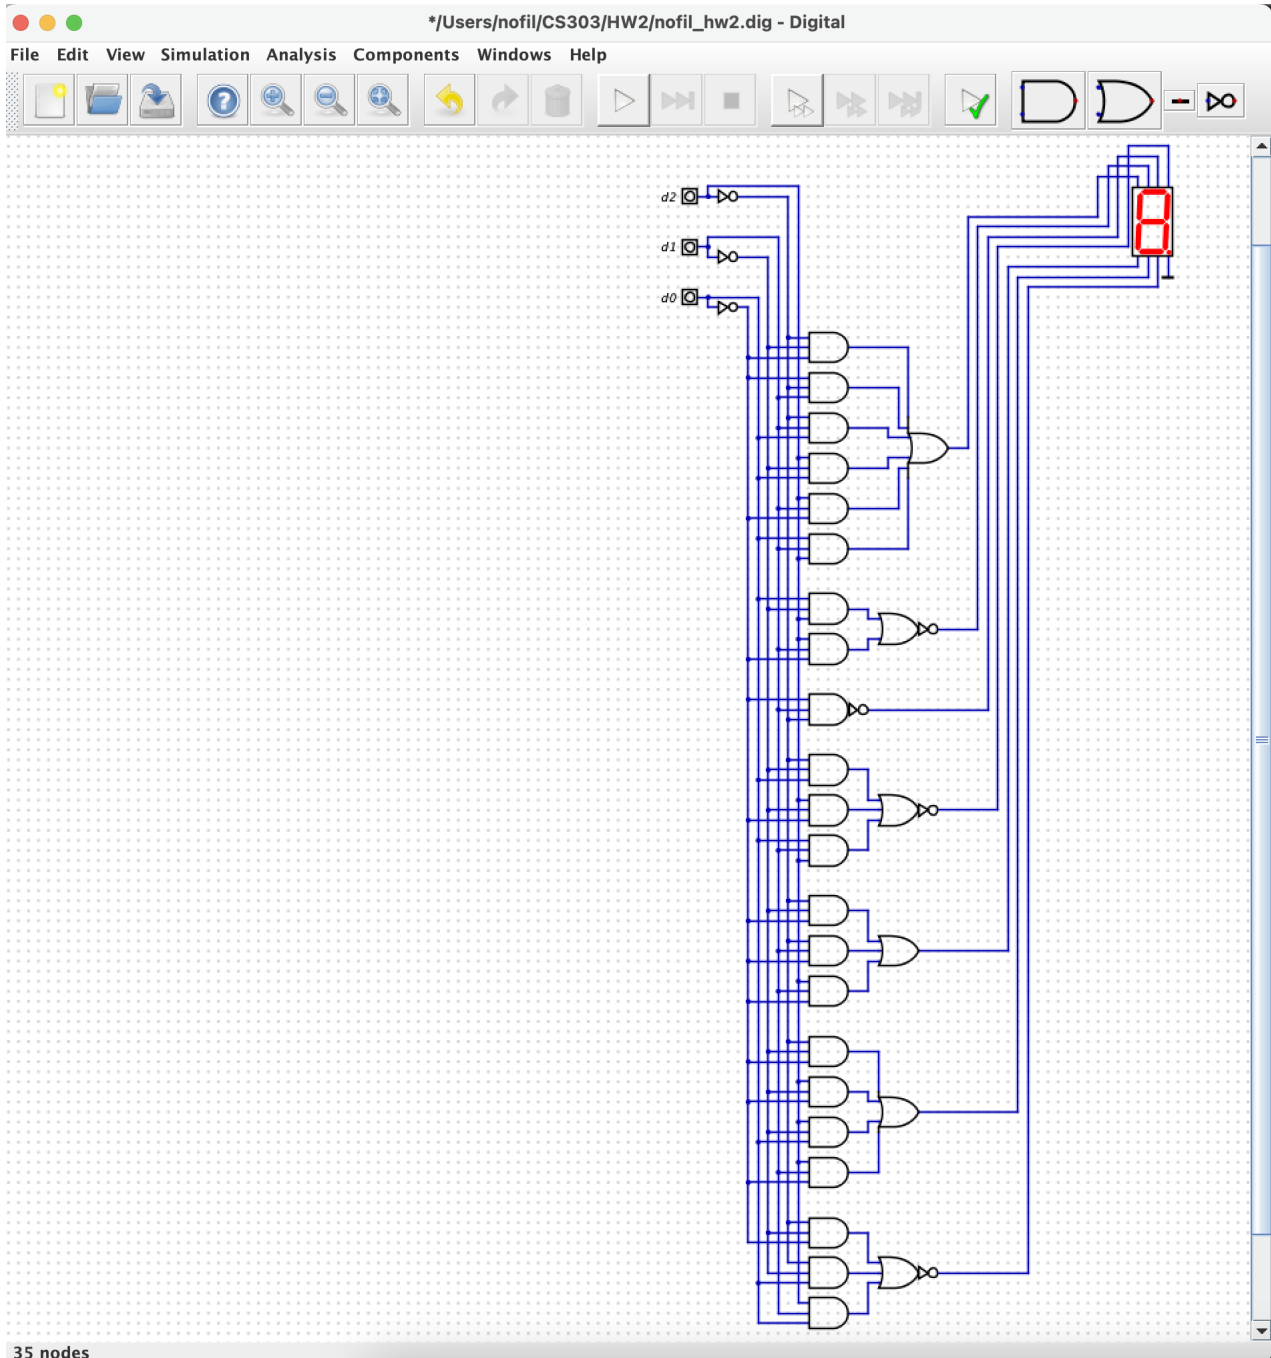 */Users/nofil/CS303/HW2/nofil_hw2.dig - Digital
File Edit View Simulation Analysis Components Windows Help
d2
d1
d0
35 nodes